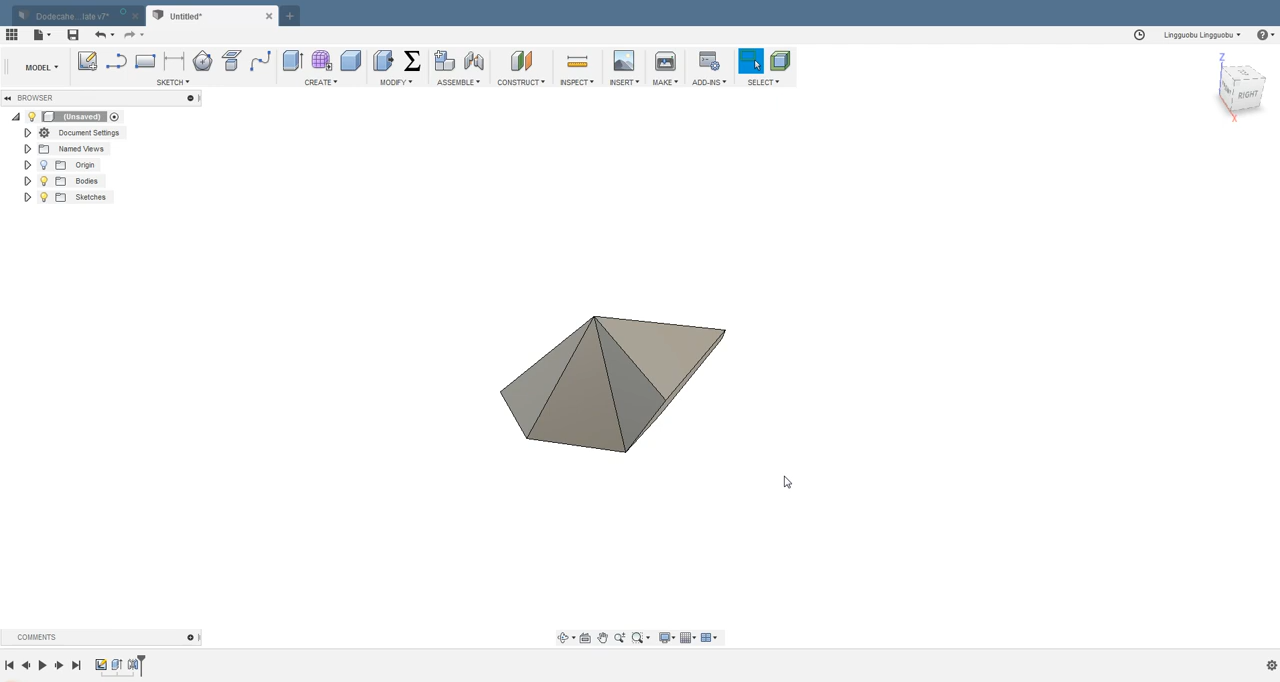 Dodecahe...late v7*
Untitled*
Lingguobu Lingguobu
MODEL
SKETCH
CREATE
MODIFY
ASSEMBLE
CONSTRUCT
INSPECT
INSERT
MAKE
ADD-INS
SELECT
BROWSER
(Unsaved)
Document Settings
Named Views
Origin
Bodies
Sketches
Z
RIGHT
X
COMMENTS